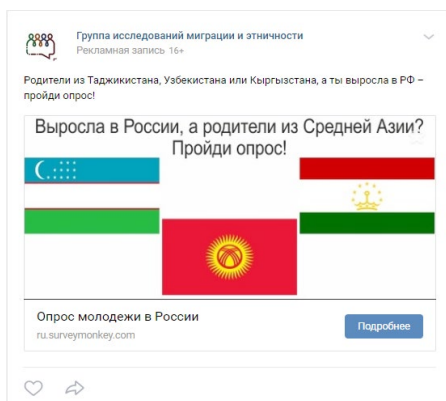 Группа исследований миграции и этничности
Рекламная запись 16+
Родители из Таджикистана, Узбекистана или Кыргызстана, а ты выросла в РФ –
пройди опрос!
Выросла в России, а родители из Средней Азии?
Пройди опрос!
Опрос молодежи в России
ru.surveymonkey.com
Подробнее